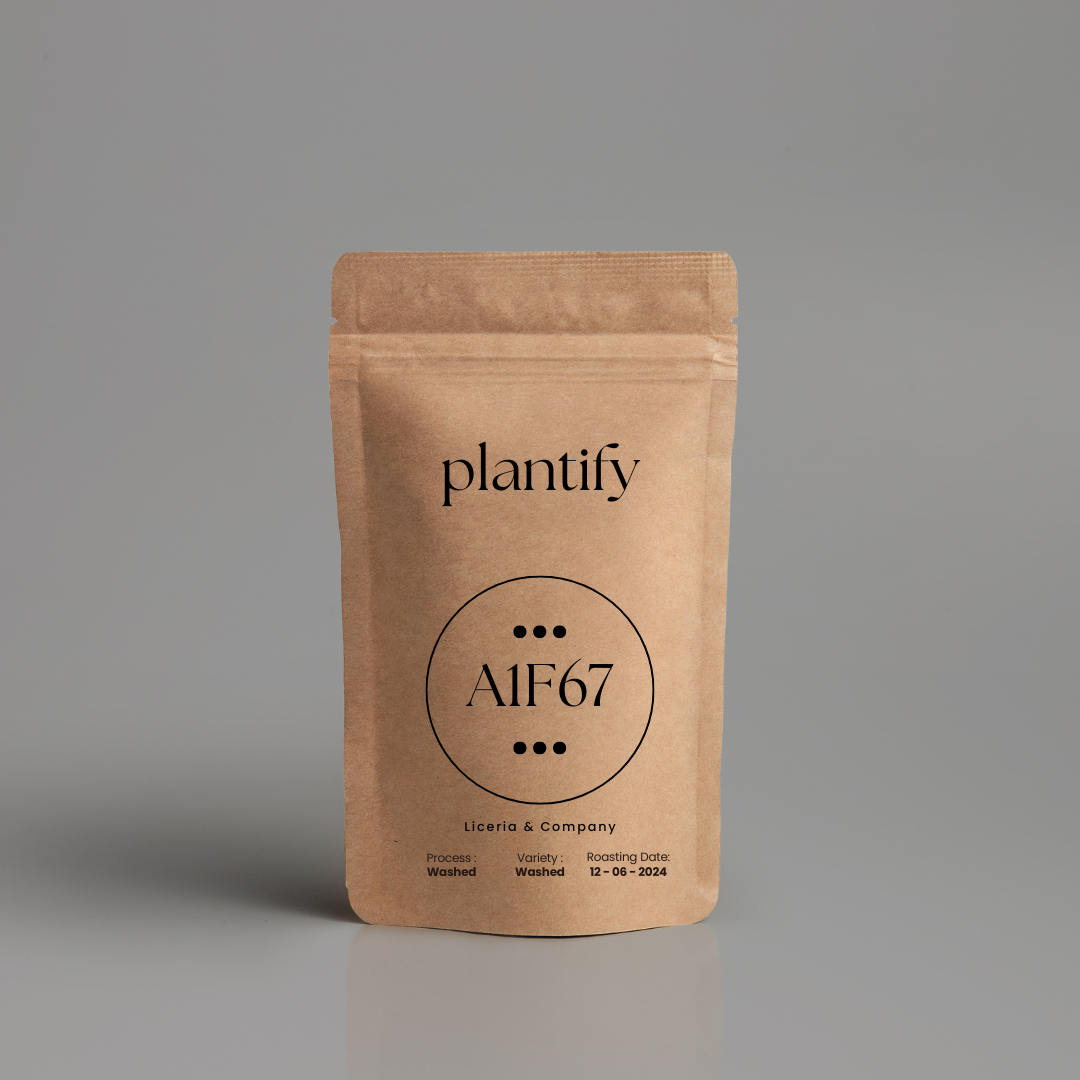 plantify
A1F67
Liceria & Company
Process : Variety : Roasting Date:
Washed Washed 12 - 06 - 2024